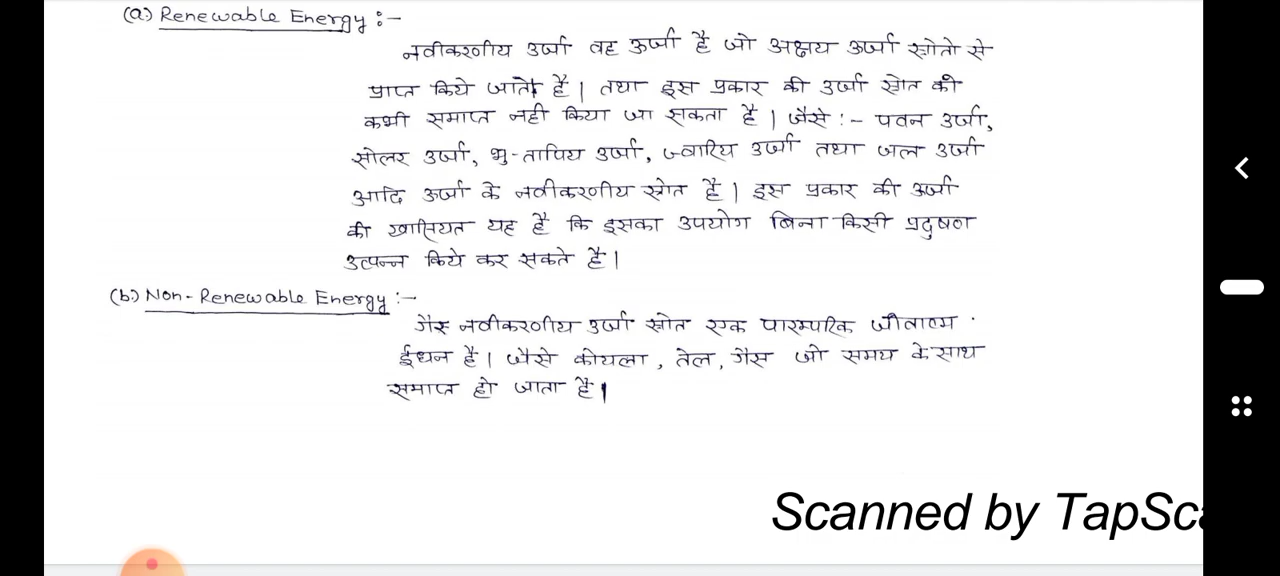 (a) Renewable Energy :-
नवीकरणीय उर्जा वह ऊर्जा है जो अक्षय ऊर्जा स्रोतो से
प्राप्त किये जाते है। तथा इस प्रकार की उर्जा स्रोत को
कभी समाप्त नही किया जा सकता है। जैसे :- पवन उर्जा,
सोलर उर्जा, भु-तापिय उर्जा, ज्वारिय उर्जा तथा जल उर्जा
आदि ऊर्जा के नवीकरणीय स्रोत है। इस प्रकार की ऊर्जा
की खासियत यह है कि इसका उपयोग बिना किसी प्रदुषण
उत्पन्न किये कर सकते है।
(b) Non-Renewable Energy :-
गैर नवीकरणीय उर्जा स्रोत एक पारम्परिक जीवाश्म
ईंधन है। जैसे कोयला, तेल, गैस जो समय के साथ
समाप्त हो जाता है।
Scanned by TapSca